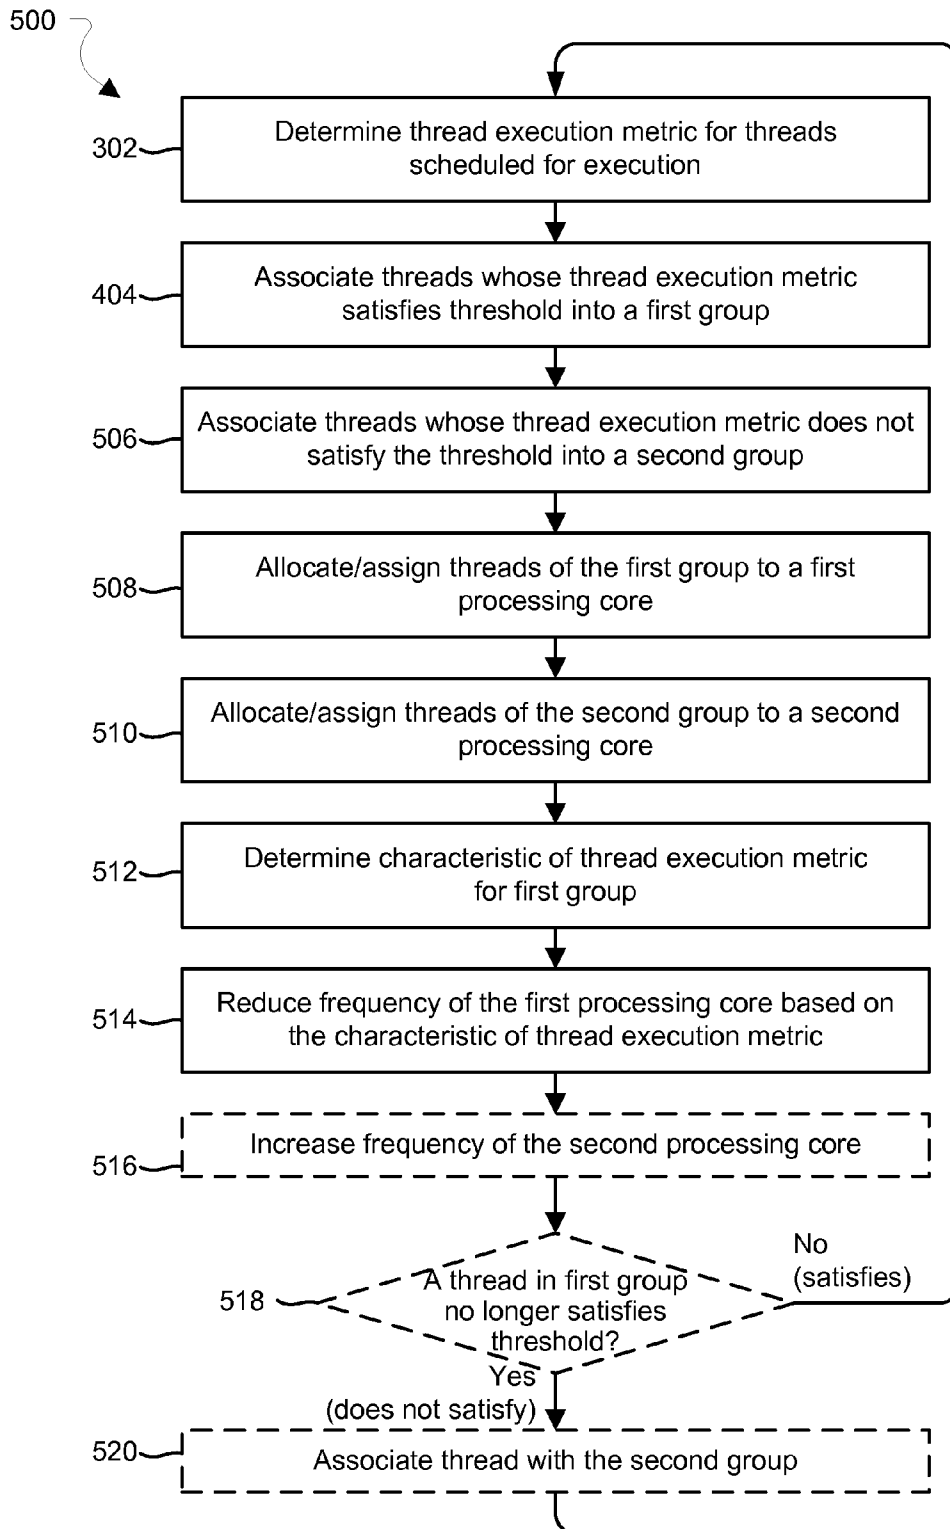 500
302
Determine thread execution metric for threads
scheduled for execution
404
Associate threads whose thread execution metric
satisfies threshold into a first group
506
Associate threads whose thread execution metric does not
satisfy the threshold into a second group
508
Allocate/assign threads of the first group to a first
processing core
510
Allocate/assign threads of the second group to a second
processing core
512
Determine characteristic of thread execution metric
for first group
514
Reduce frequency of the first processing core based on
the characteristic of thread execution metric
516
Increase frequency of the second processing core
518
A thread in first group
no longer satisfies
threshold?
No
(satisfies)
Yes
(does not satisfy)
520
Associate thread with the second group